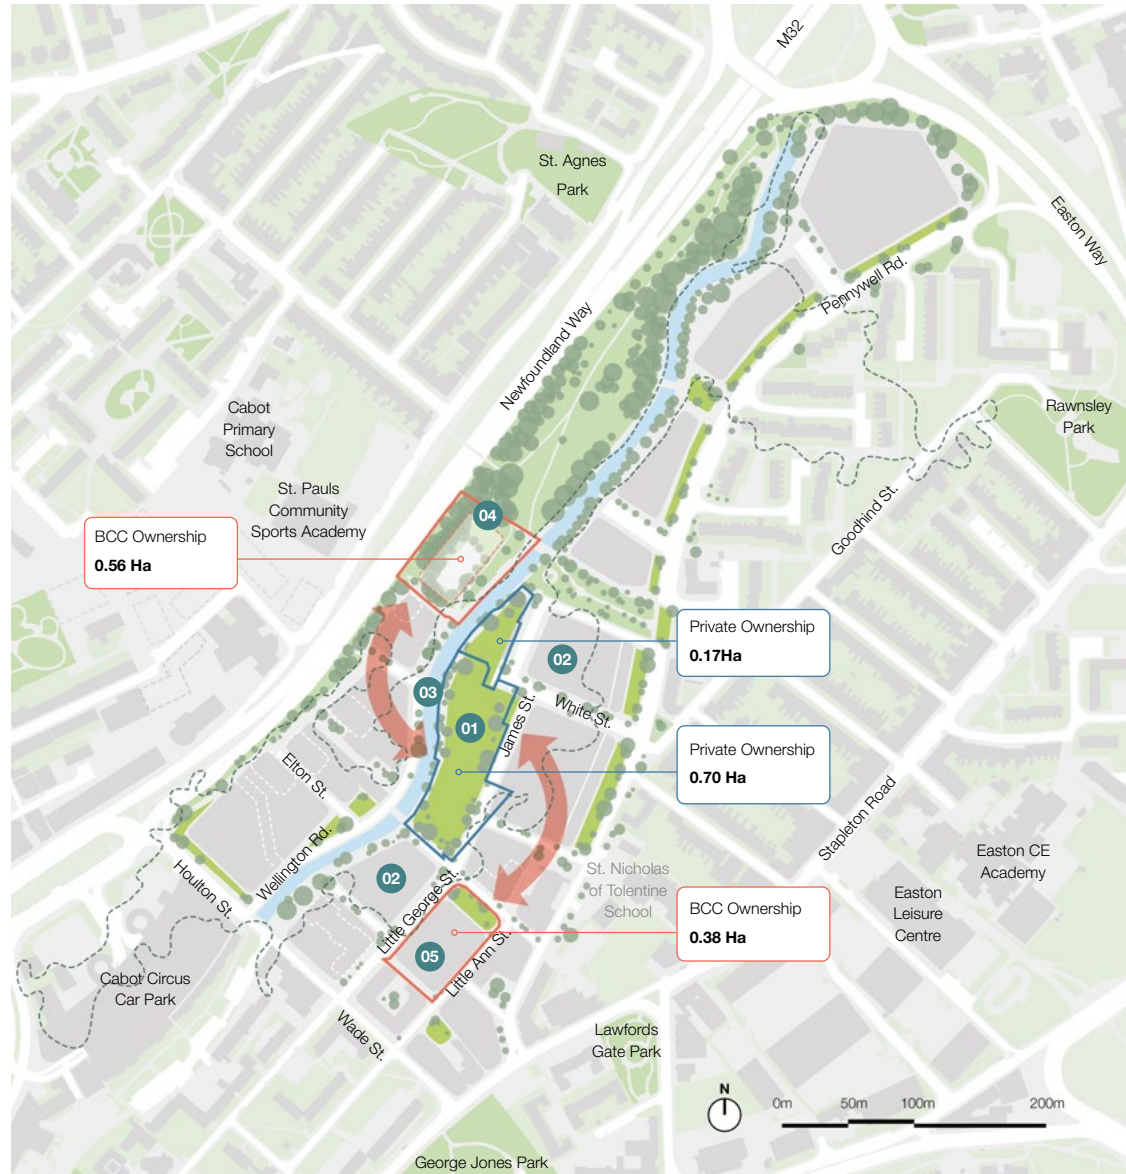 M32
St. Agnes
Park
Easton Way
Pennywell Rd.
Newfoundland Way
Cabot
Primary
School
Rawnsley
Park
St. Pauls
Community
Sports Academy
Goodhind St.
04
BCC Ownership
0.56 Ha
Private Ownership
0.17Ha
02
03
01
James St.
White St.
Private Ownership
0.70 Ha
Elton St.
Stapleton Road
Wellington Rd.
Houlton St.
02
Little George St.
St. Nicholas
of Tolentine
School
Easton CE
Academy
Easton
Leisure
Centre
BCC Ownership
0.38 Ha
05
Little Ann St.
Cabot Circus
Car Park
Wade St.
Lawfords
Gate Park
N
0m 50m 100m 200m
George Jones Park